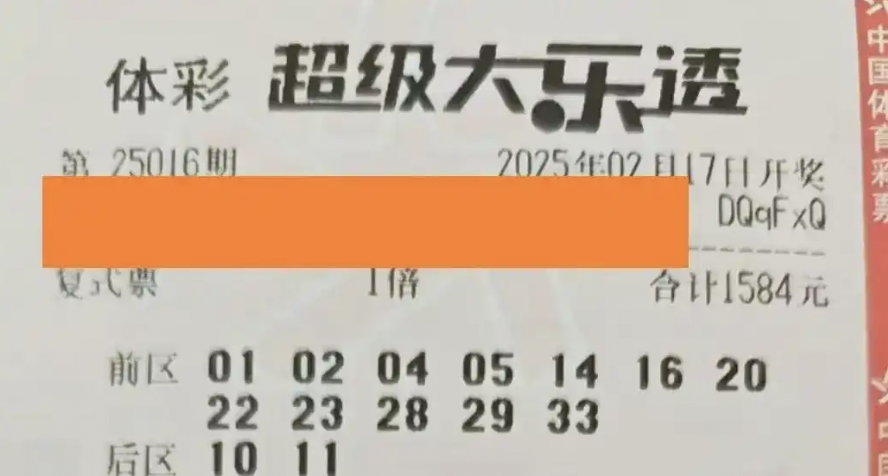 体彩 超级大乐透
第 25016期 2025年02月17日开奖
DQqFxQ
复式票 1倍 合计1584元
前区 01 02 04 05 14 16 20
22 23 28 29 33
后区 10 11
中国体育彩票
中国